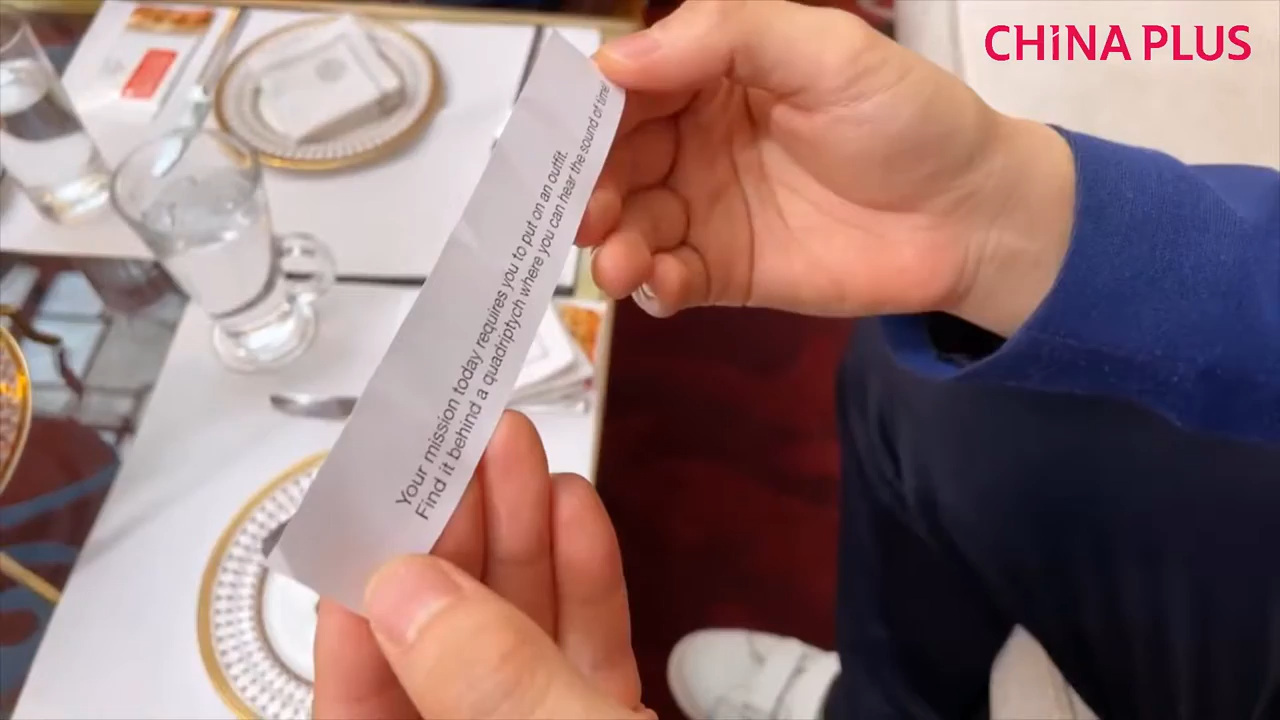 CHiNA PLUS
Your mission today requires you to put on an outfit.
Find it behind a quadriptych where you can hear the sound of time!